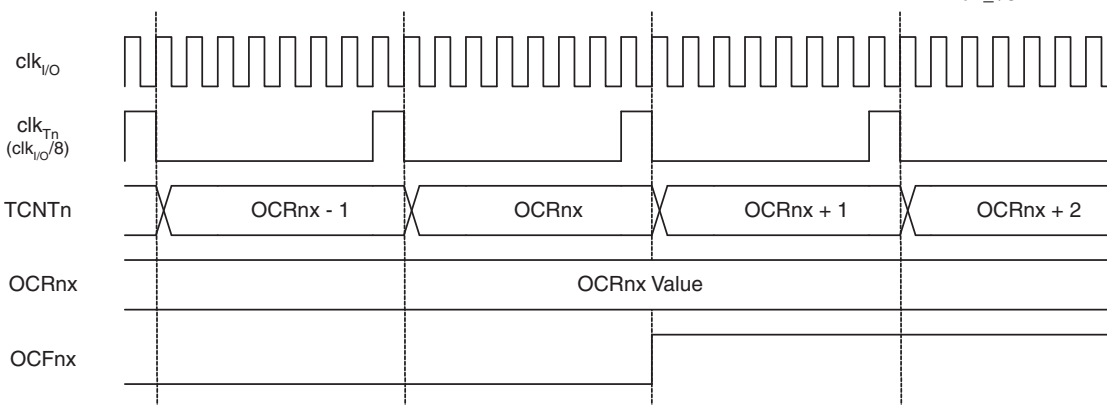 clkI/O
clkTn
(clkI/O/8)
TCNTn OCRnx - 1 OCRnx OCRnx + 1 OCRnx + 2
OCRnx OCRnx Value
OCFnx